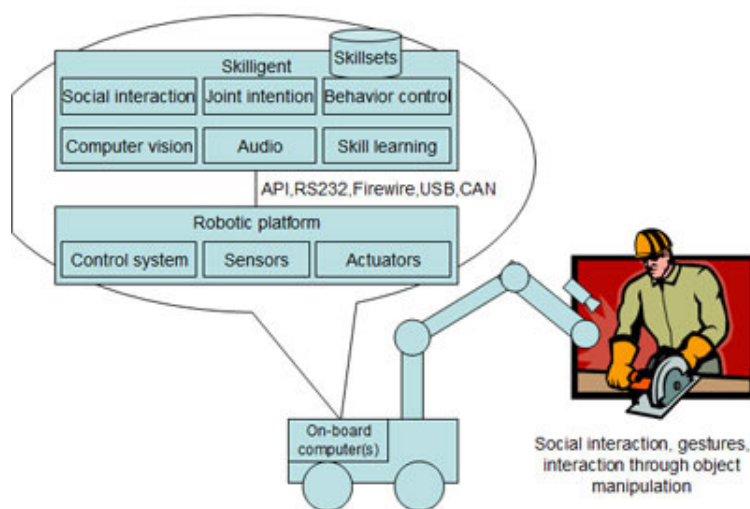 Skillsets
Skilligent
Social interaction
Joint intention
Behavior control
Computer vision
Audio
Skill learning
API,RS232,Firewire,USB,CAN
Robotic platform
Control system
Sensors
Actuators
On-board
computer(s)
Social interaction, gestures,
interaction through object
manipulation